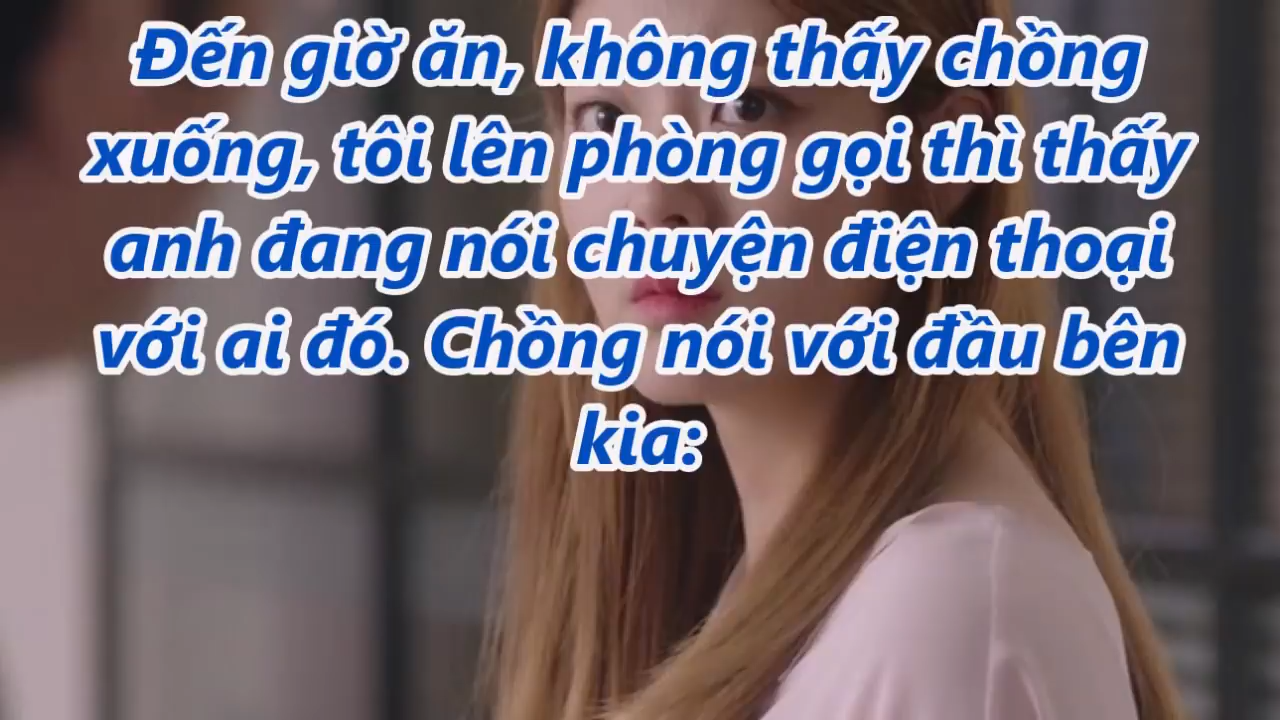 Đến giờ ăn, không thấy chồng
xuống, tôi lên phòng gọi thì thấy
anh đang nói chuyện điện thoại
với ai đó. Chồng nói với đầu bên
kia: